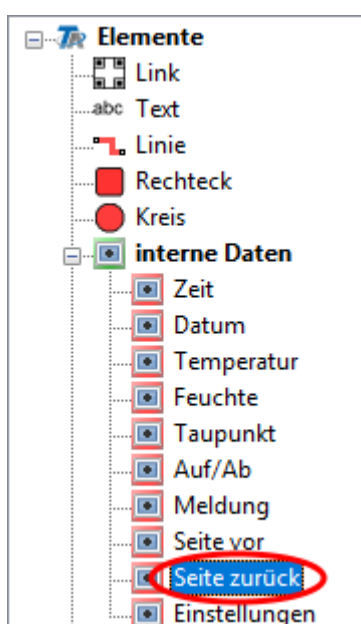 Elemente
Link
abc Text
Linie
Rechteck
Kreis
interne Daten
Zeit
Datum
Temperatur
Feuchte
Taupunkt
Auf/Ab
Meldung
Seite vor
Seite zurück
Einstellungen